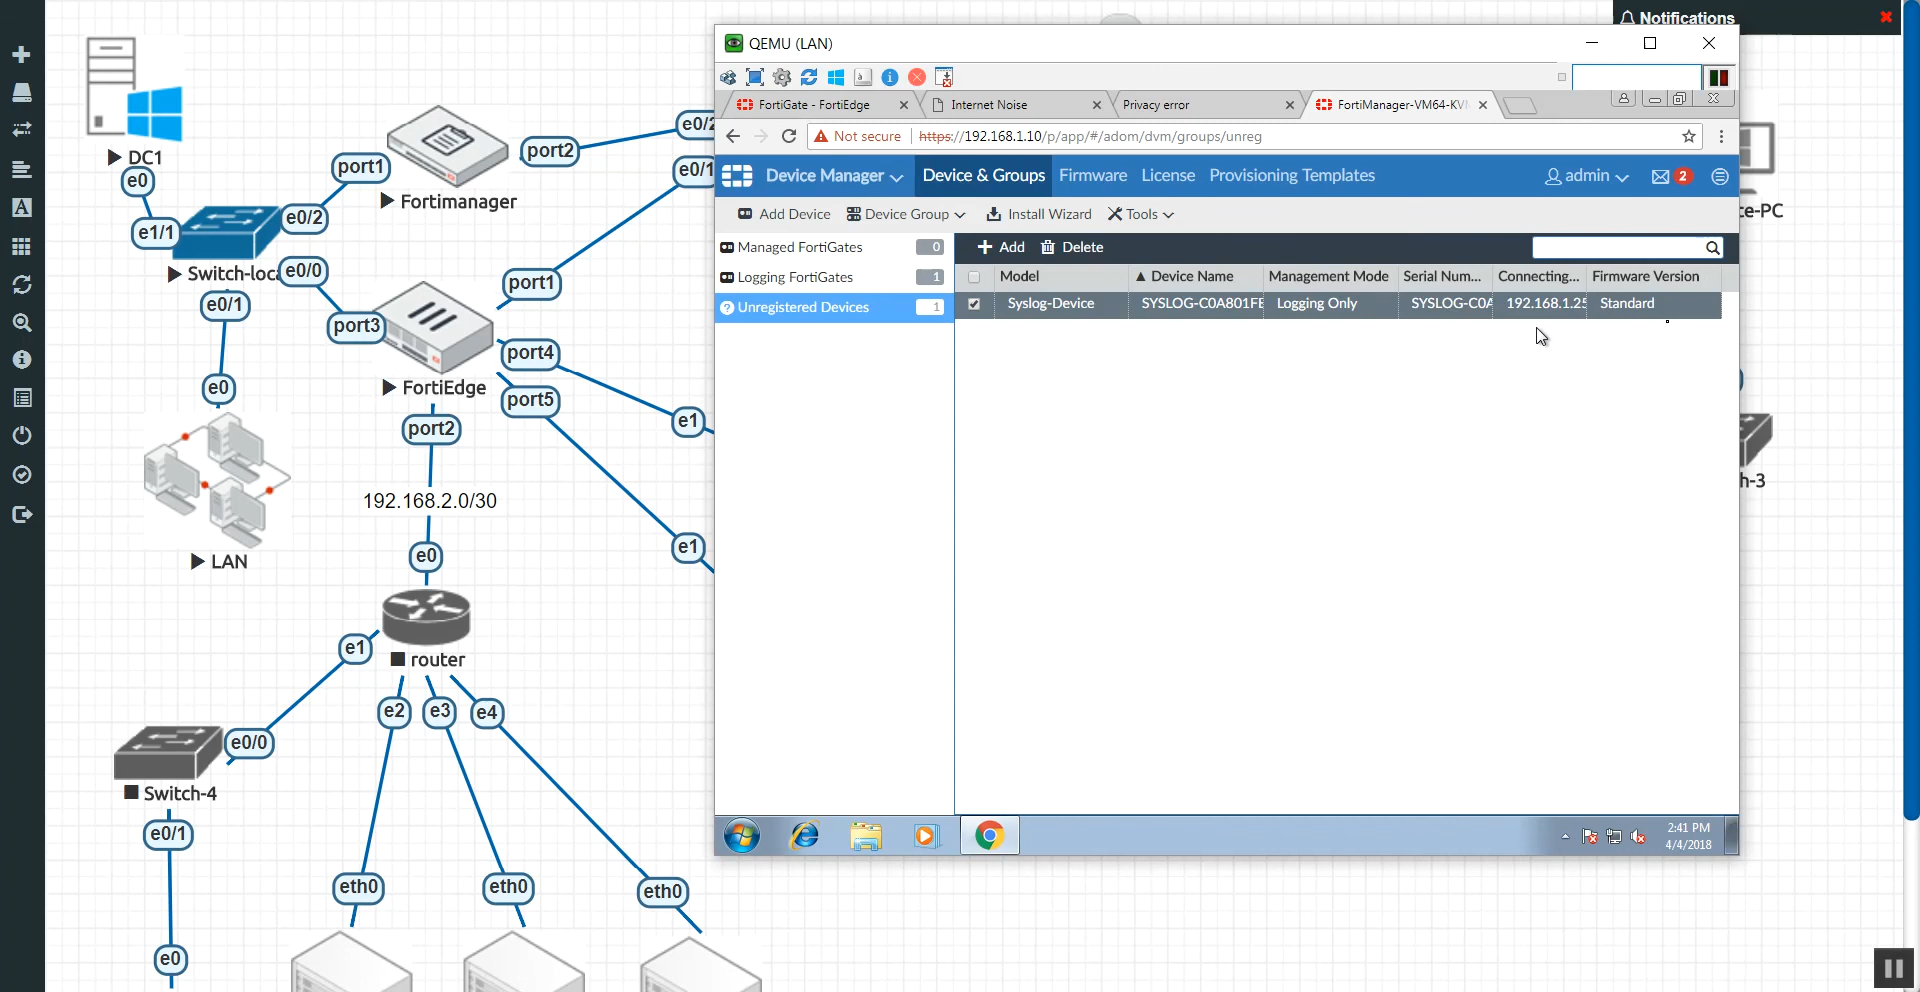 Notifications
DC1
e0
e1/1
Switch-loc
e0/2
port1
Fortimanager
port2
e0/2
e0/1
e0/0
e0/1
e0
port3
port1
FortiEdge
port4
port5
port2
e1
e1
192.168.2.0/30
e0
LAN
router
e1
e2
e3
e4
e0/0
Switch-4
e0/1
e0
eth0
eth0
eth0
ce-PC
h-3
QEMU (LAN)
FortiGate - FortiEdge
Internet Noise
Privacy error
FortiManager-VM64-KV
Not secure
https://192.168.1.10/p/app/#/adom/dvm/groups/unreg
Device Manager
Device & Groups
Firmware
License
Provisioning Templates
admin
2
Add Device
Device Group
Install Wizard
Tools
Managed FortiGates 0
Logging FortiGates 1
Unregistered Devices 1
Add
Delete
Model
Device Name
Management Mode
Serial Num...
Connecting...
Firmware Version
Syslog-Device
SYSLOG-C0A801FE
Logging Only
SYSLOG-C0A
192.168.1.25
Standard
2:41 PM
4/4/2018